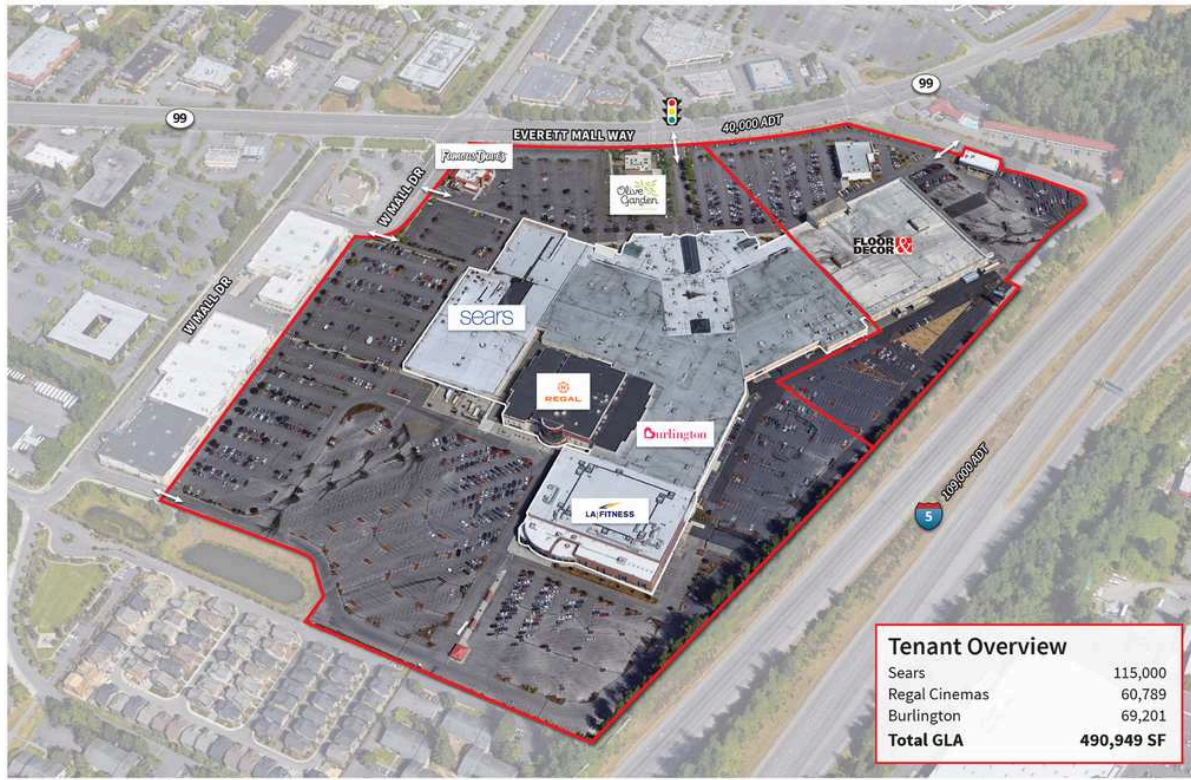 99
99
EVERETT MALL WAY
40,000 ADT
Famous Dave's
W MALL DR
Olive
Garden
FLOOR &
DECOR
W MALL DR
sears
REGAL
Burlington
LA|FITNESS
109,000 ADT
5
Tenant Overview
Sears 115,000
Regal Cinemas 60,789
Burlington 69,201
Total GLA 490,949 SF